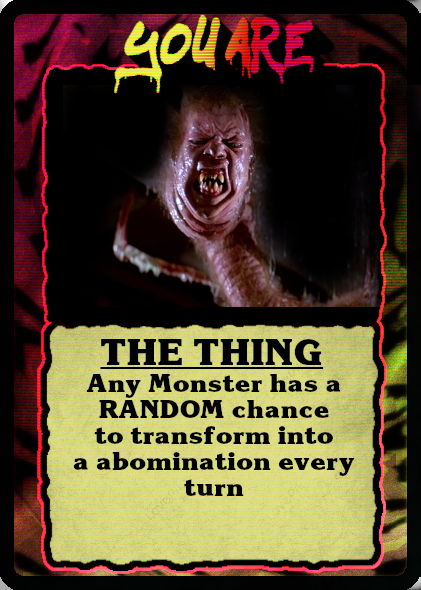 YOU ARE
THE THING
Any Monster has a
RANDOM chance
to transform into
a abomination every
turn